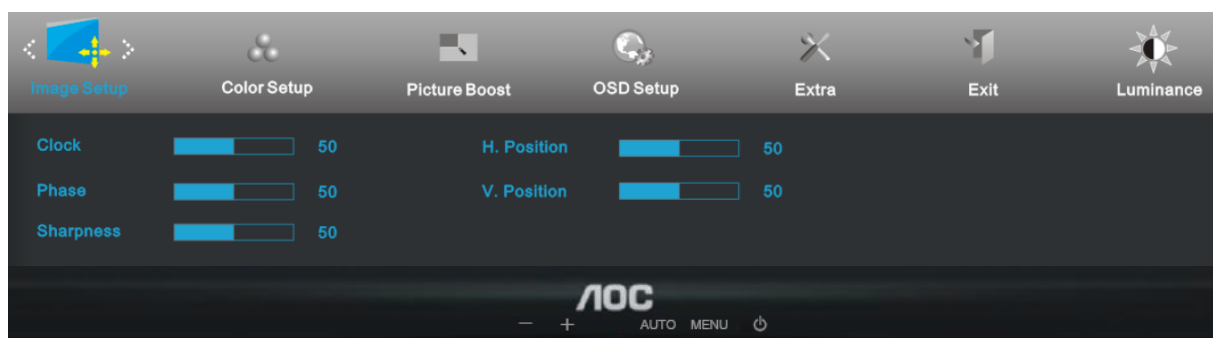 Image Setup
Color Setup
Picture Boost
OSD Setup
Extra
Exit
Luminance
Clock 50 H. Position 50
Phase 50 V. Position 50
Sharpness 50
AOC
− + AUTO MENU